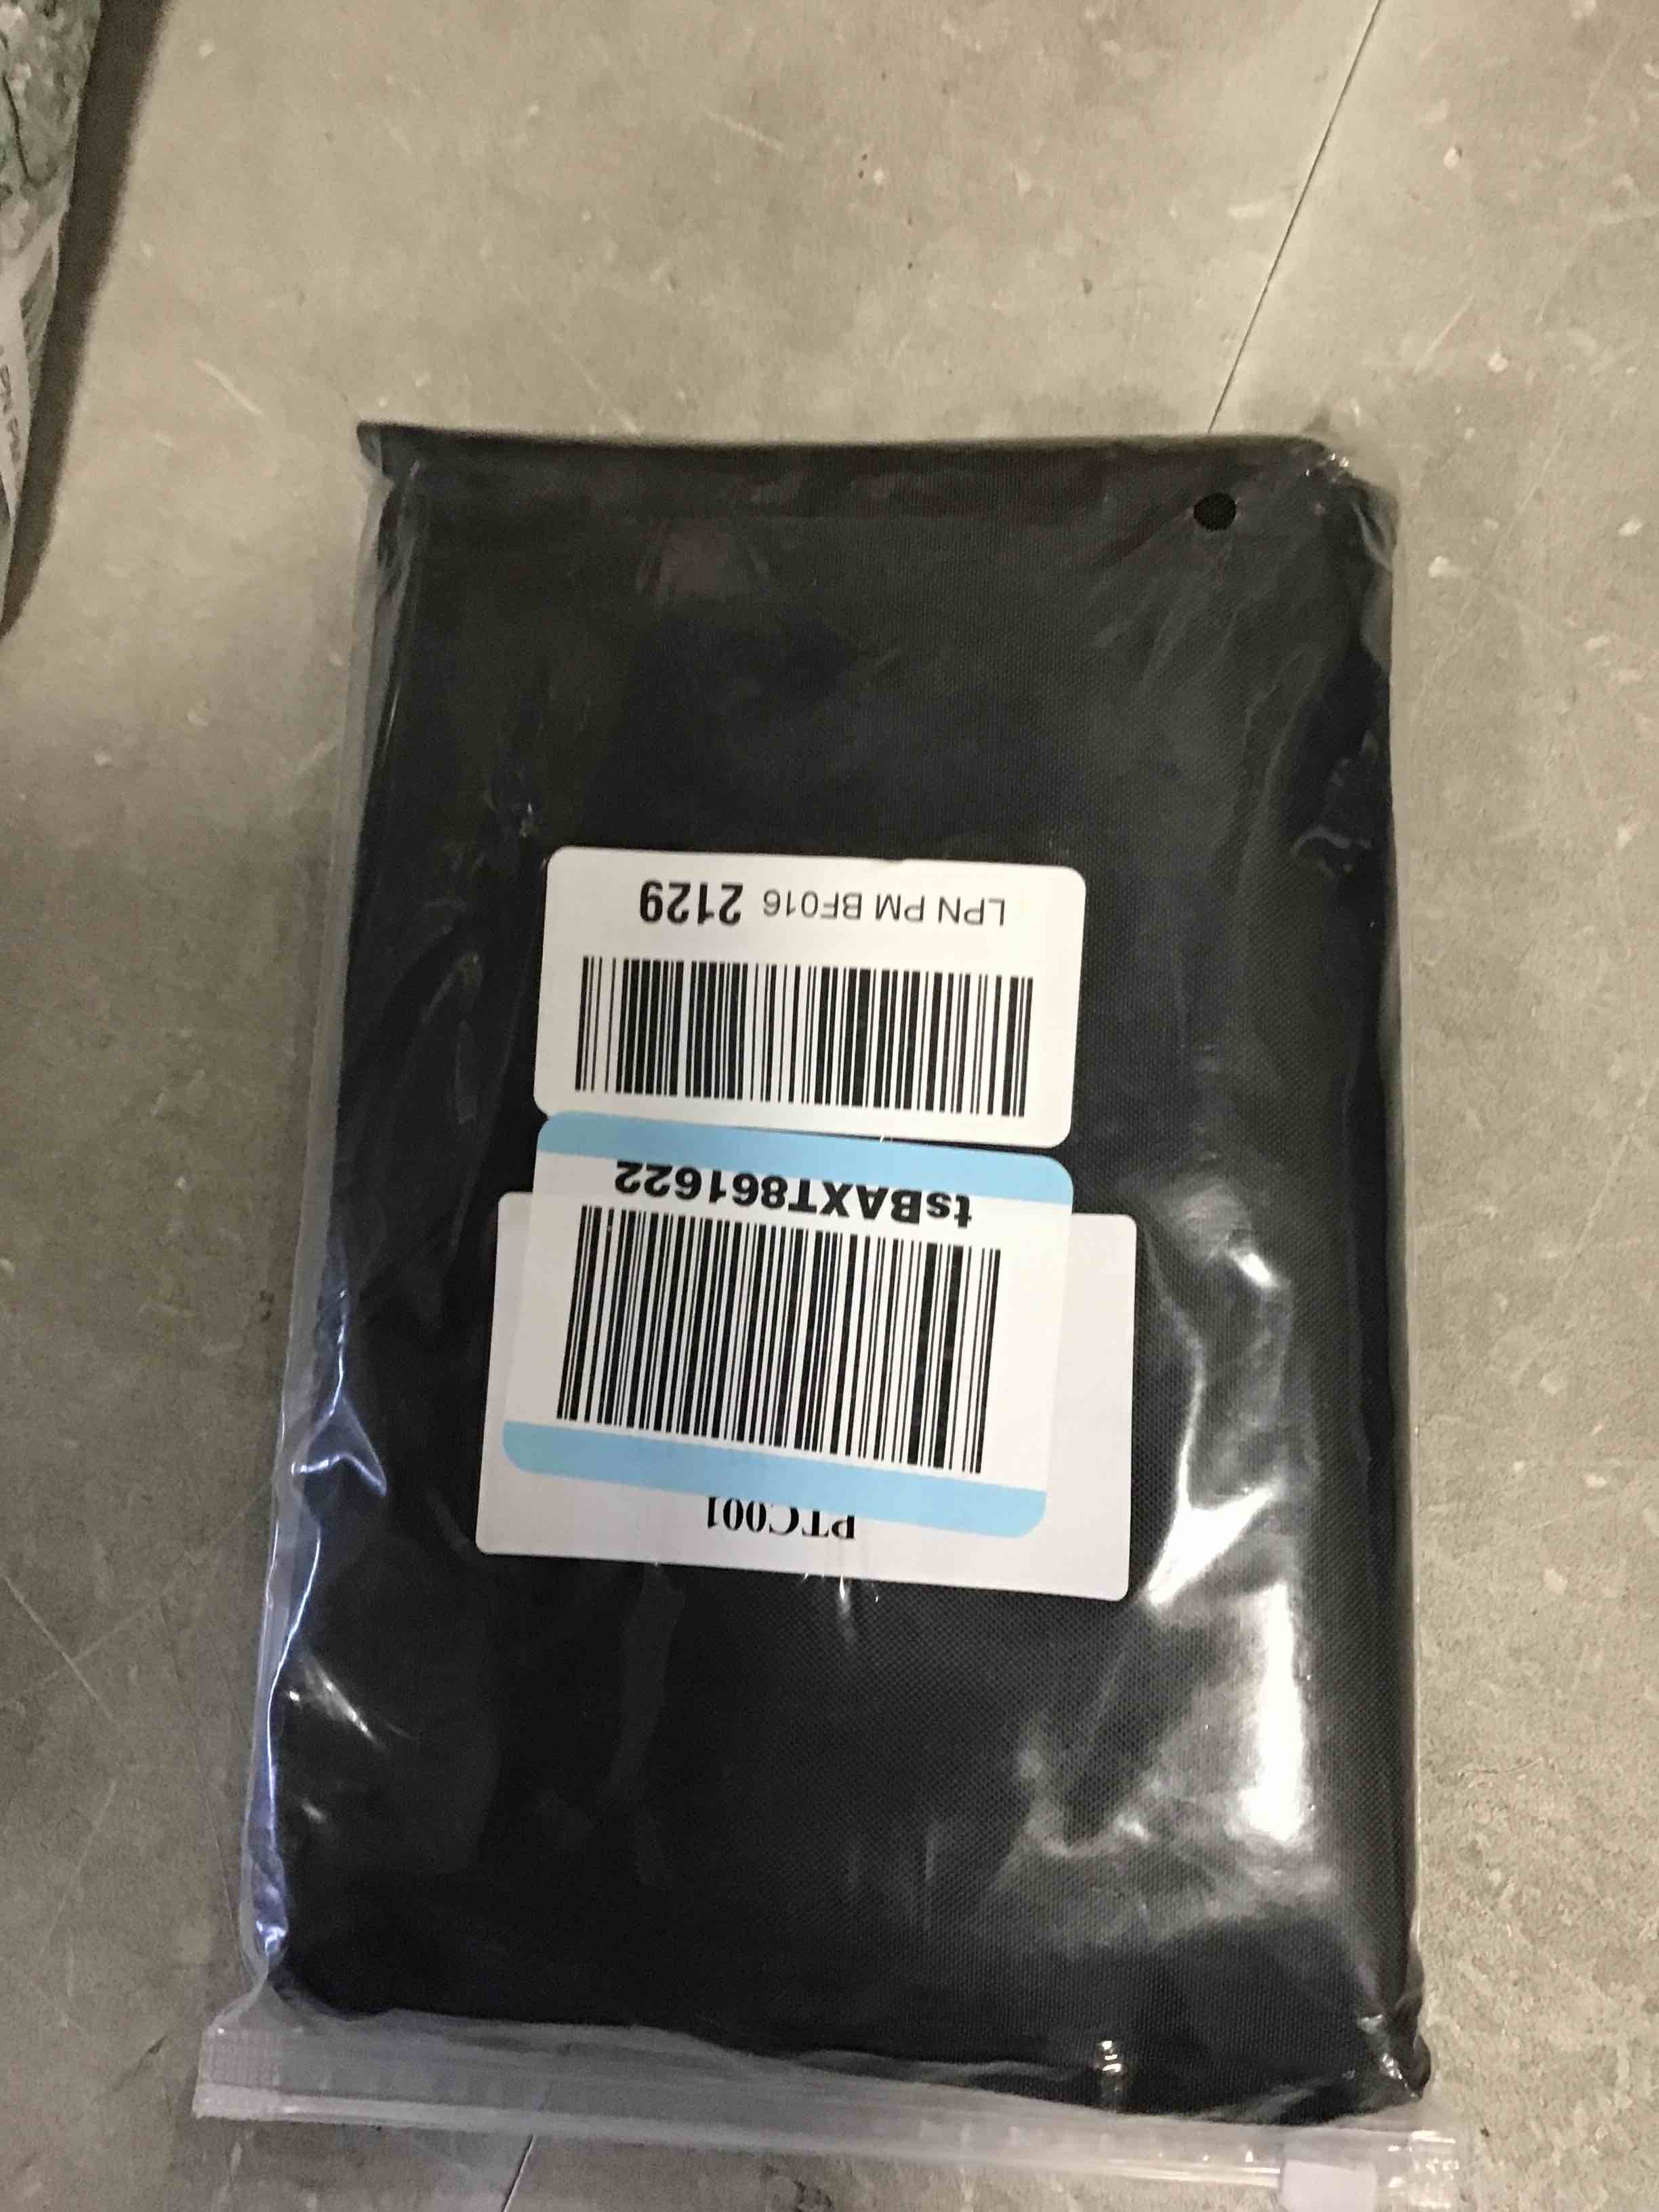 PTC001
tsBAXT861622
LPN PM BF016 2129